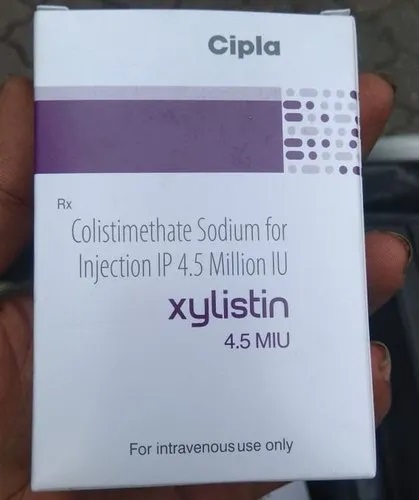 Cipla
Rx
Colistimethate Sodium for
Injection IP 4.5 Million IU
xylistin
4.5 MIU
For intravenous use only